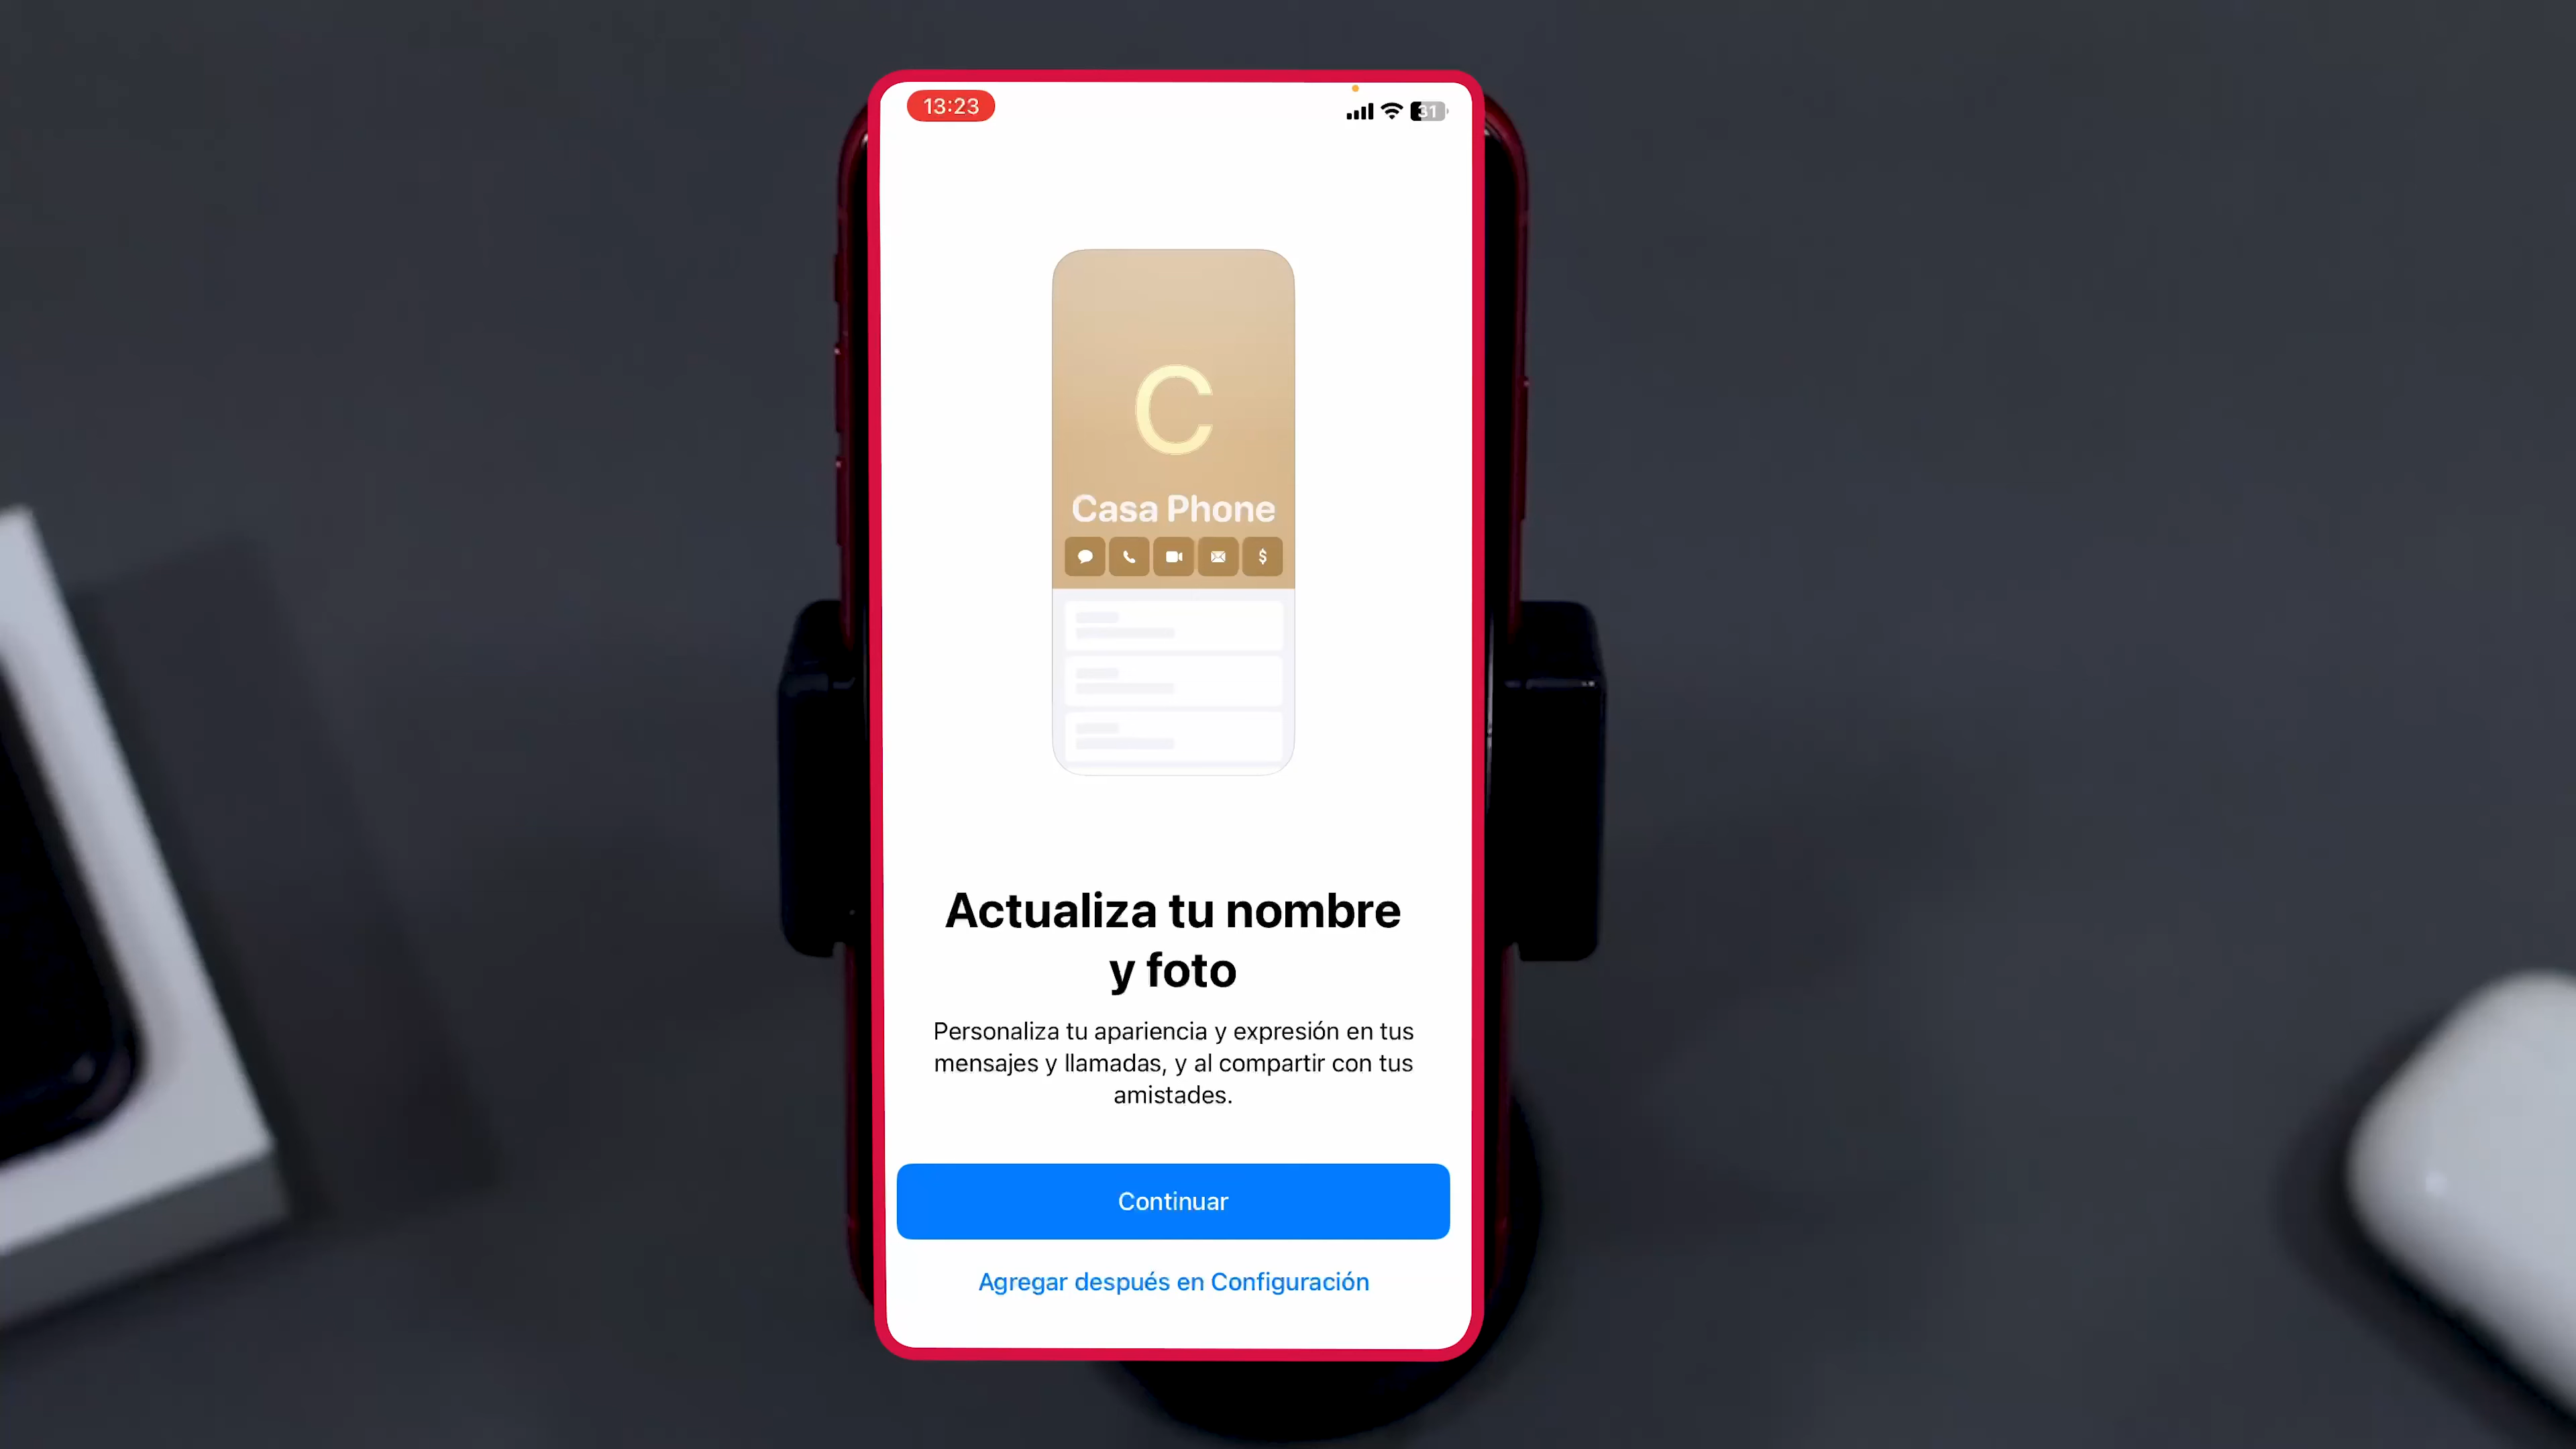 13:23
31
C
Casa Phone
$
Actualiza tu nombre
y foto
Personaliza tu apariencia y expresión en tus
mensajes y llamadas, y al compartir con tus
amistades.
Continuar
Agregar después en Configuración